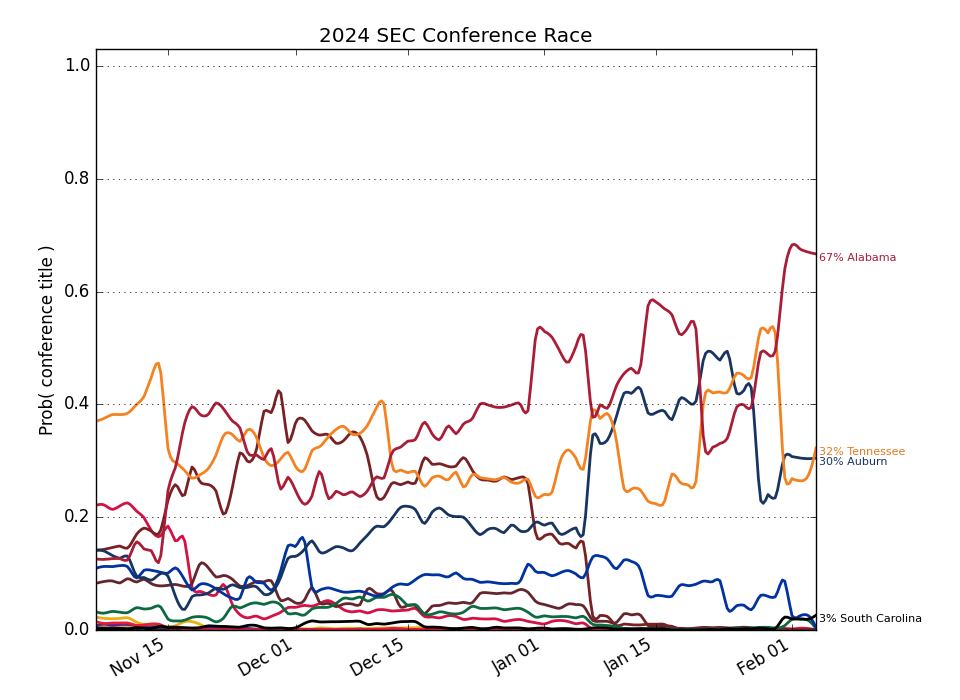 2024 SEC Conference Race
1.0
0.8
0.6
0.4
0.2
0.0
Prob( conference title )
67% Alabama
32% Tennessee
30% Auburn
3% South Carolina
Nov 15
Dec 01
Dec 15
Jan 01
Jan 15
Feb 01